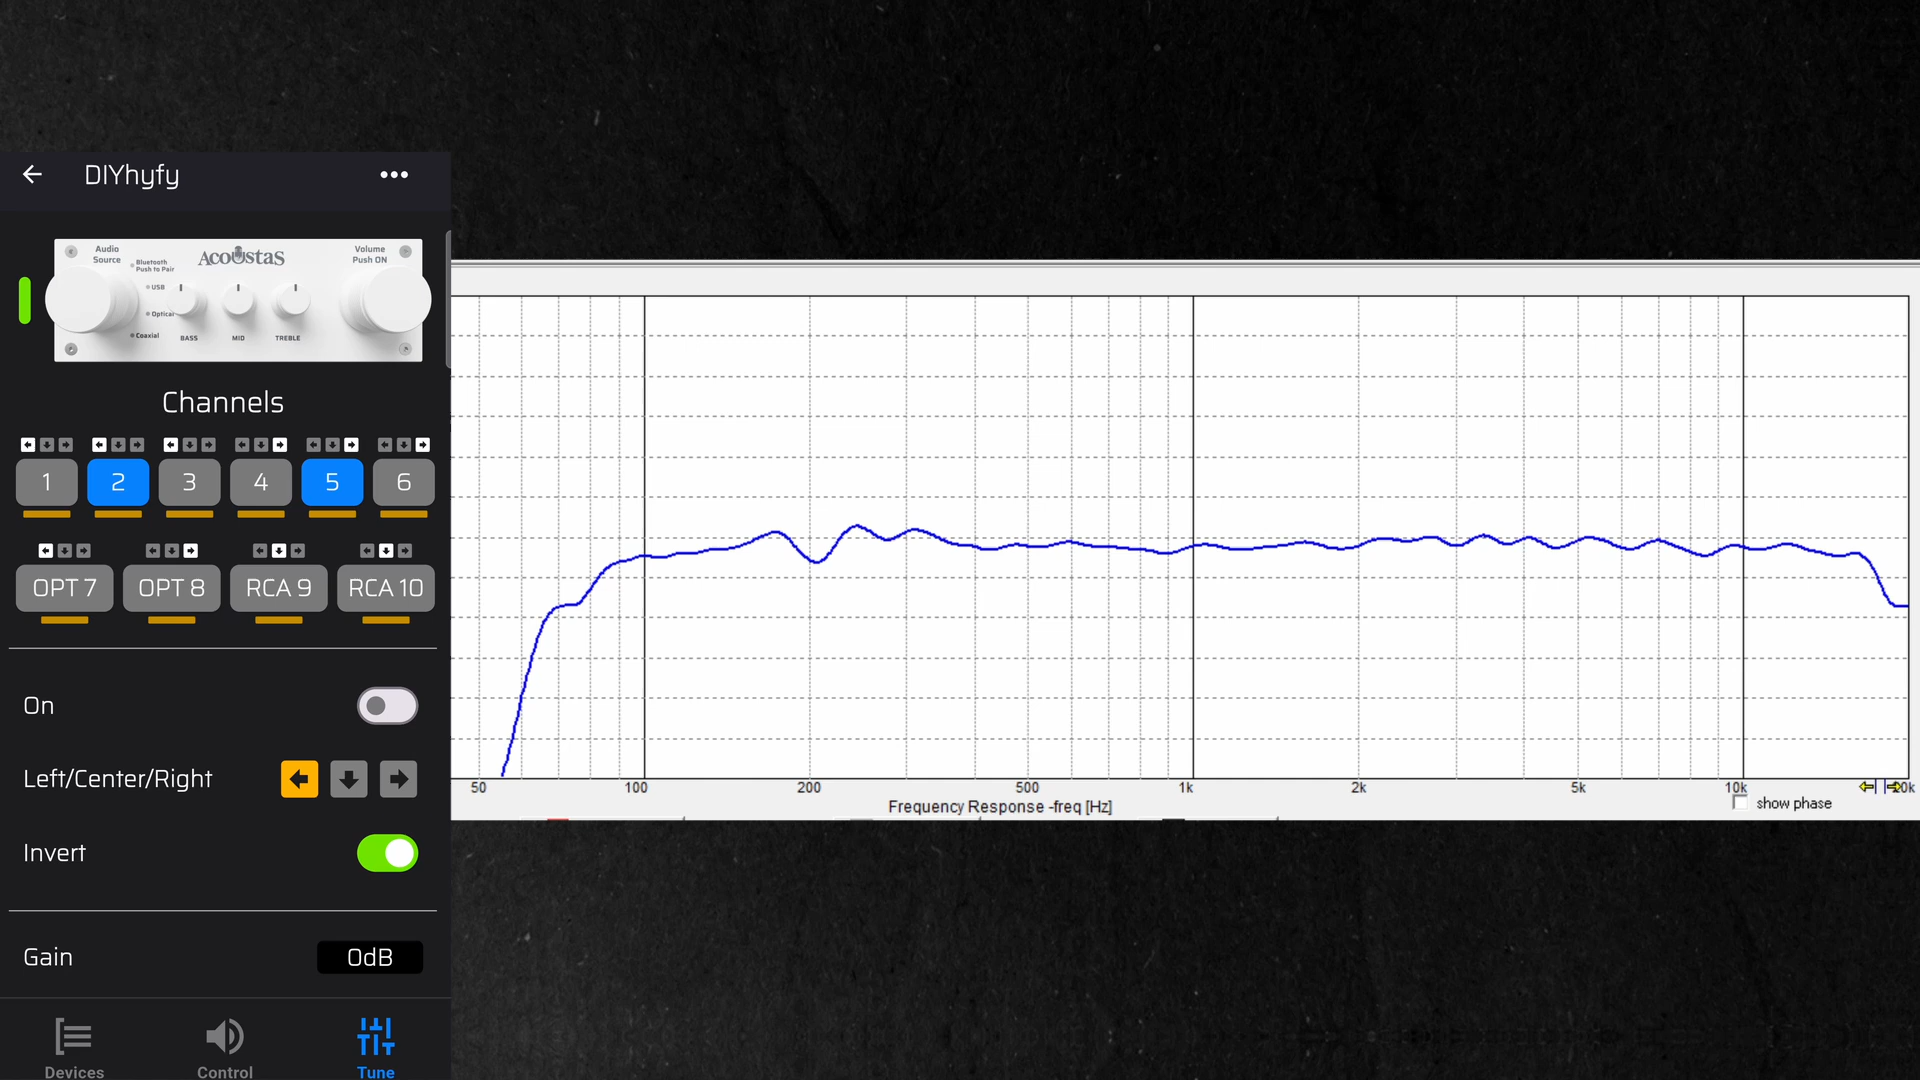 DIYhyfy
Audio
Source
Bluetooth
Push to Pair
USB
Optical
Coaxial
AcoustaS
BASS
MID
TREBLE
Volume
Push ON
Channels
1 2 3 4 5 6
OPT 7 OPT 8 RCA 9 RCA 10
On
Left/Center/Right
Invert
Gain 0dB
Devices Control Tune
50 100 200 500 1k 2k 5k 10k 20k
Frequency Response -freq [Hz]
show phase